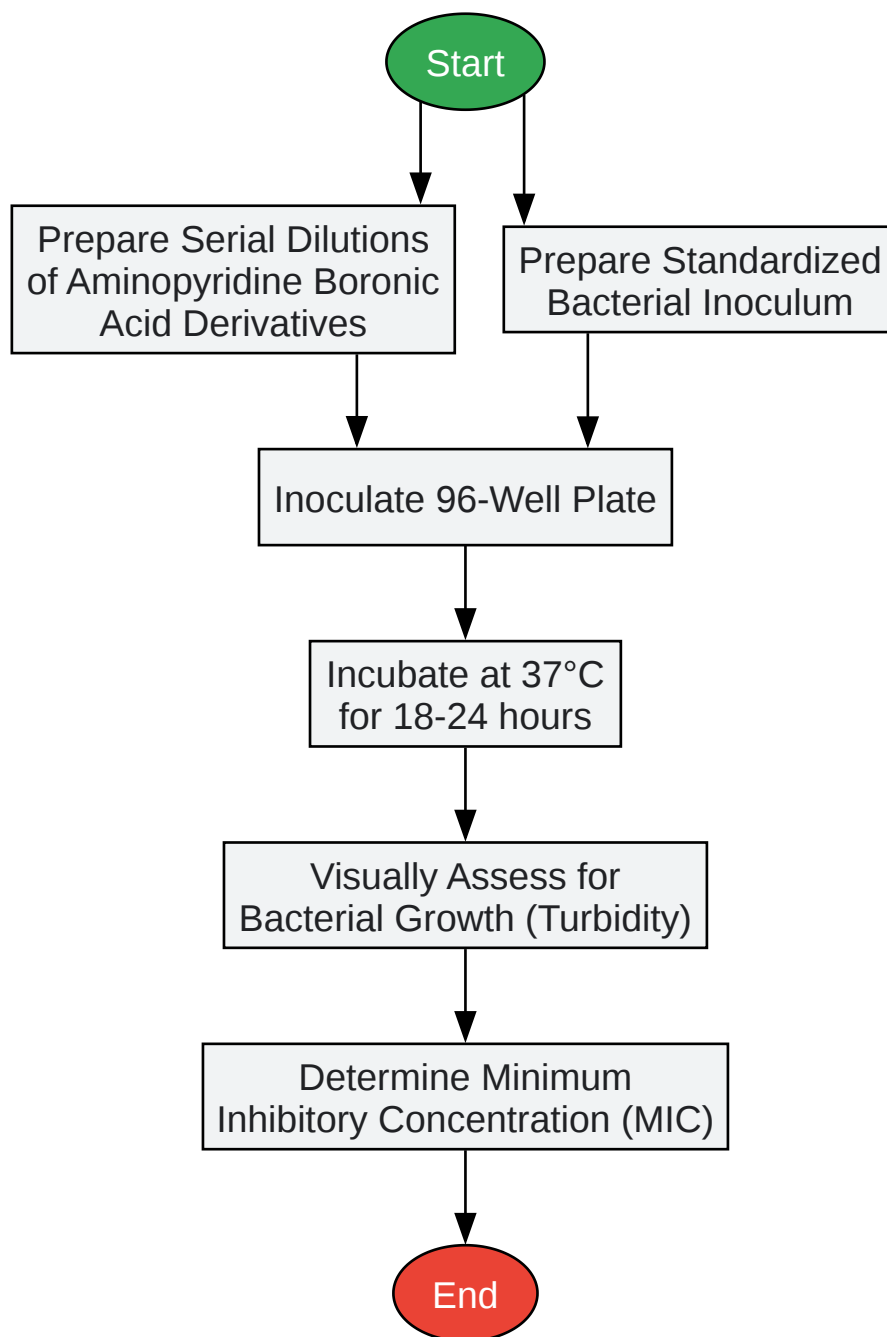 Start
Prepare Serial Dilutions
of Aminopyridine Boronic
Acid Derivatives
Prepare Standardized
Bacterial Inoculum
Inoculate 96-Well Plate
Incubate at 37°C
for 18-24 hours
Visually Assess for
Bacterial Growth (Turbidity)
Determine Minimum
Inhibitory Concentration (MIC)
End